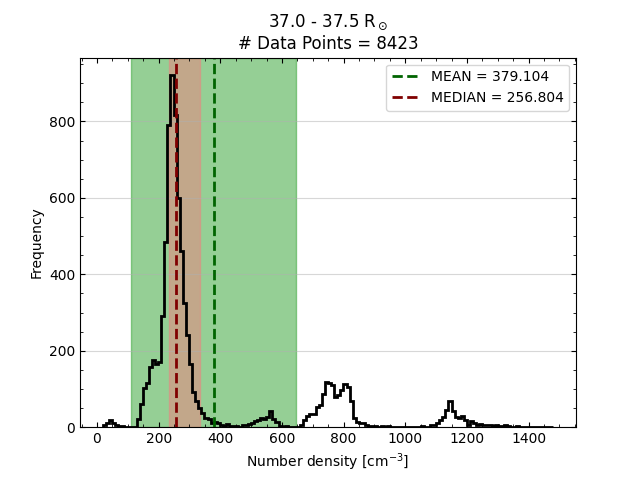 37.0 - 37.5 R⊙
# Data Points = 8423
MEAN = 379.104
MEDIAN = 256.804
Frequency
800
600
400
200
0
0 200 400 600 800 1000 1200 1400
Number density [cm⁻³]